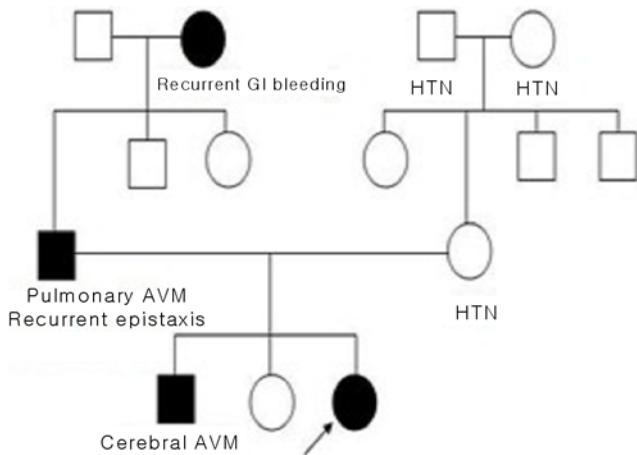 Recurrent GI bleeding
HTN
HTN
Pulmonary AVM
Recurrent epistaxis
HTN
Cerebral AVM